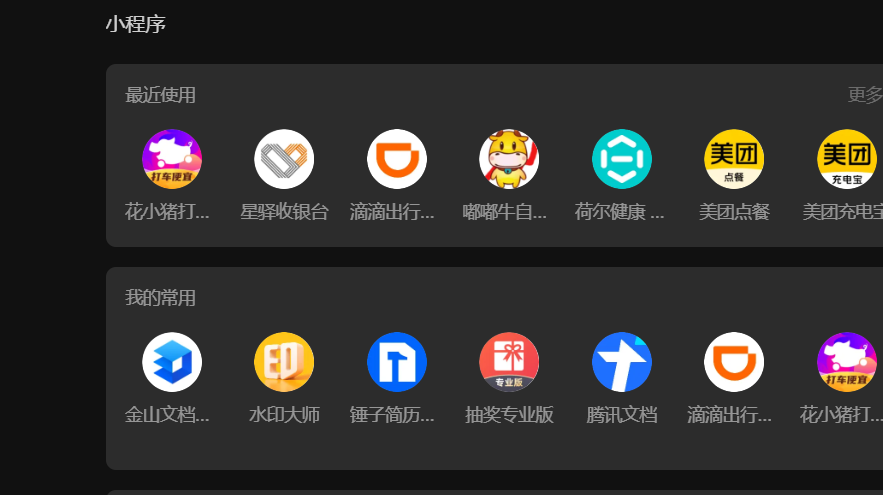 小程序
最近使用
更多
打车便宜
美团
点餐
美团
充电宝
花小猪打...
星驿收银台
滴滴出行...
嘟嘟牛自...
荷尔健康 ...
美团点餐
美团充电宝
我的常用
专业版
打车便宜
金山文档...
水印大师
锤子简历...
抽奖专业版
腾讯文档
滴滴出行...
花小猪打...